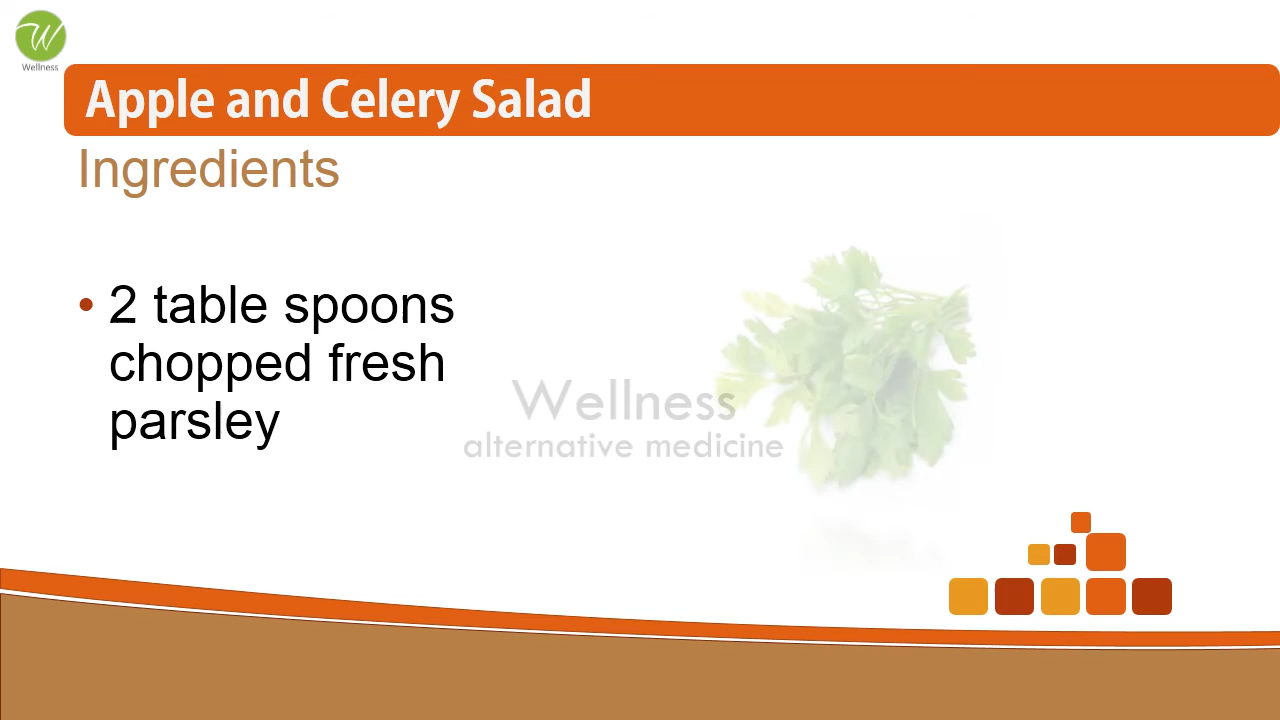 W
Wellness
Apple and Celery Salad
Ingredients
• 2 table spoons
chopped fresh
parsley
Wellness
alternative medicine